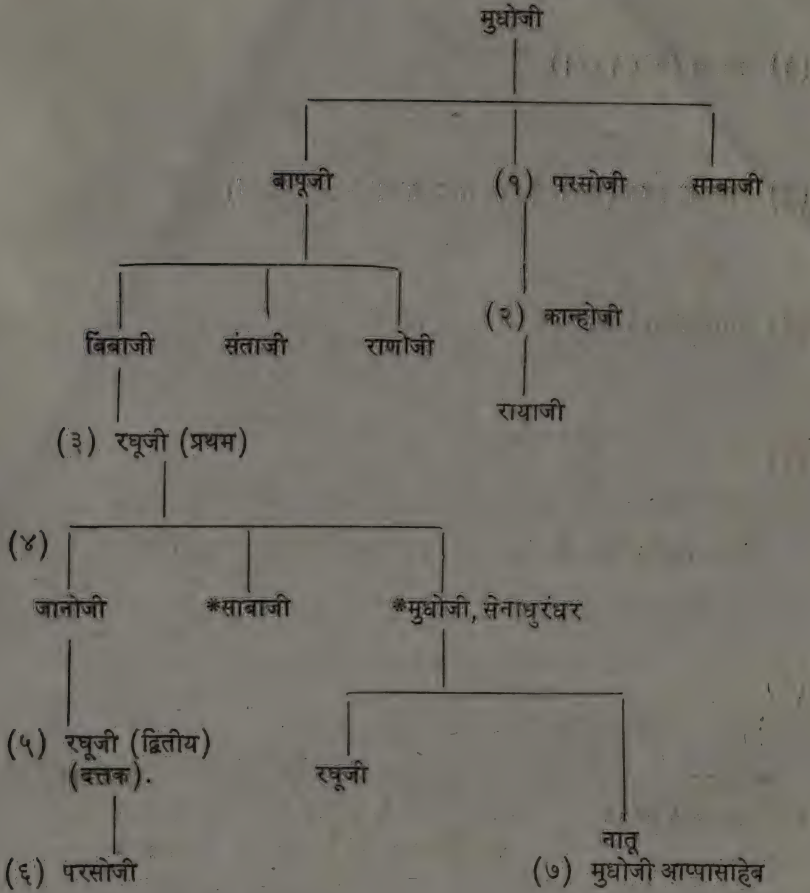 मुधोजी
बापूजी (१) परसोजी साबाजी
बिंबाजी संताजी राणोजी (२) कान्होजी
रायाजी
(३) रघूजी (प्रथम)
(४)
जानोजी *साबाजी *मुधोजी, सेनाधुरंधर
(५) रघूजी (द्वितीय) रघूजी
(दत्तक).
नातू
(६) परसोजी (७) मुधोजी आप्पासाहेब